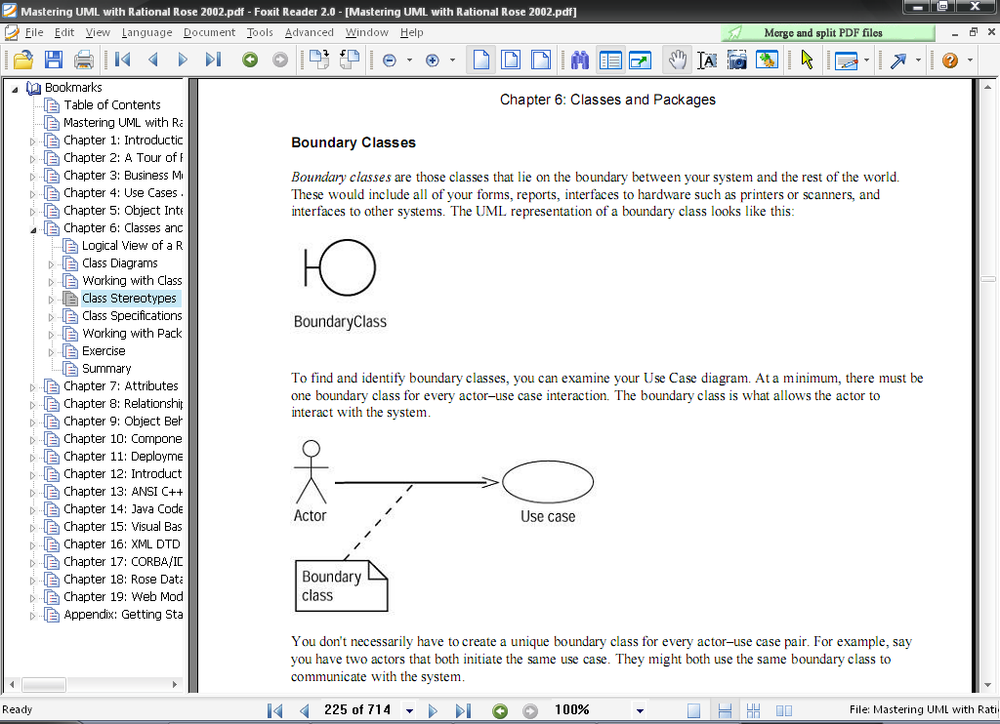 Mastering UML with Rational Rose 2002.pdf - Foxit Reader 2.0 - [Mastering UML with Rational Rose 2002.pdf]
File Edit View Language Document Tools Advanced Window Help
Merge and split PDF files
Bookmarks
Table of Contents
Mastering UML with Ra
Chapter 1: Introductio
Chapter 2: A Tour of R
Chapter 3: Business Mo
Chapter 4: Use Cases
Chapter 5: Object Inte
Chapter 6: Classes and
Logical View of a R
Class Diagrams
Working with Class
Class Stereotypes
Class Specifications
Working with Pack
Exercise
Summary
Chapter 7: Attributes
Chapter 8: Relationship
Chapter 9: Object Beh
Chapter 10: Compone
Chapter 11: Deployme
Chapter 12: Introduct
Chapter 13: ANSI C++
Chapter 14: Java Code
Chapter 15: Visual Bas
Chapter 16: XML DTD
Chapter 17: CORBA/ID
Chapter 18: Rose Data
Chapter 19: Web Mod
Appendix: Getting Sta
Chapter 6: Classes and Packages
Boundary Classes
Boundary classes are those classes that lie on the boundary between your system and the rest of the world.
These would include all of your forms, reports, interfaces to hardware such as printers or scanners, and
interfaces to other systems. The UML representation of a boundary class looks like this:
BoundaryClass
To find and identify boundary classes, you can examine your Use Case diagram. At a minimum, there must be
one boundary class for every actor–use case interaction. The boundary class is what allows the actor to
interact with the system.
Actor
Use case
Boundary
class
You don't necessarily have to create a unique boundary class for every actor–use case pair. For example, say
you have two actors that both initiate the same use case. They might both use the same boundary class to
communicate with the system.
Ready
225 of 714
100%
File: Mastering UML with Rati